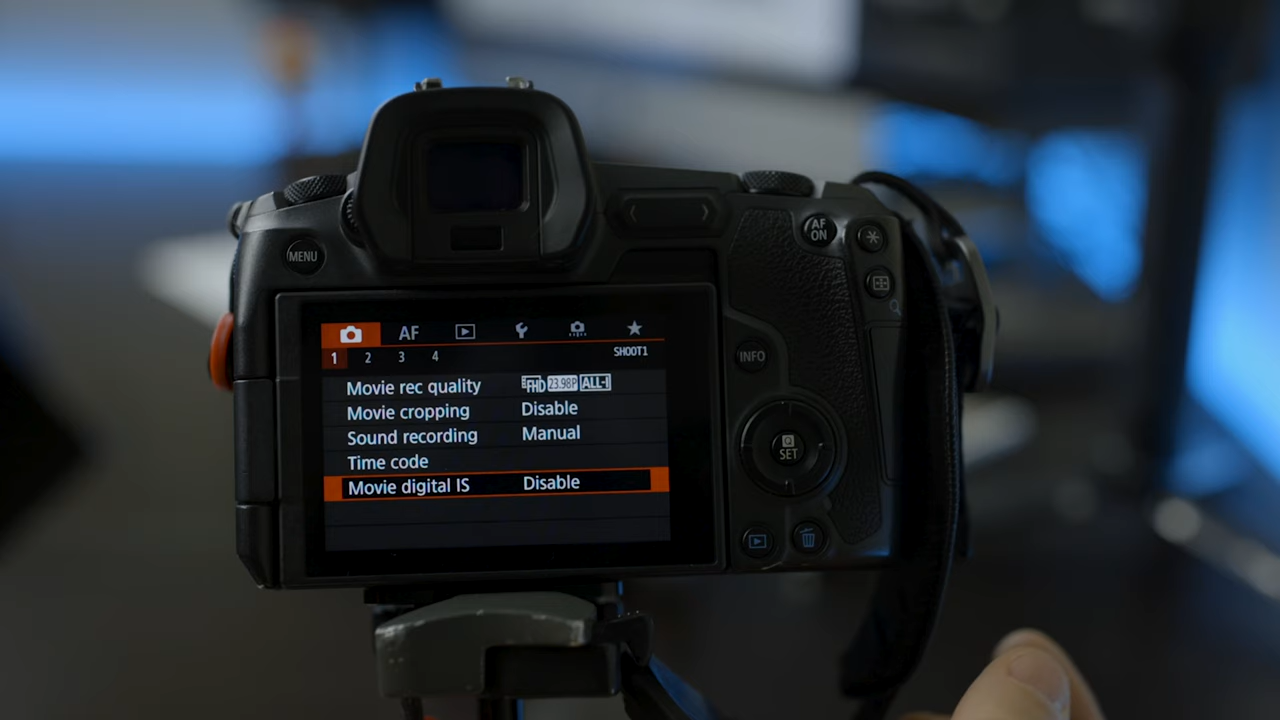 AF ON
MENU
AF
1 2 3 4 SHOOT1
INFO
Movie rec quality FHD 23.98P ALL-I
Movie cropping Disable
Sound recording Manual
Q SET
Time code
Movie digital IS Disable